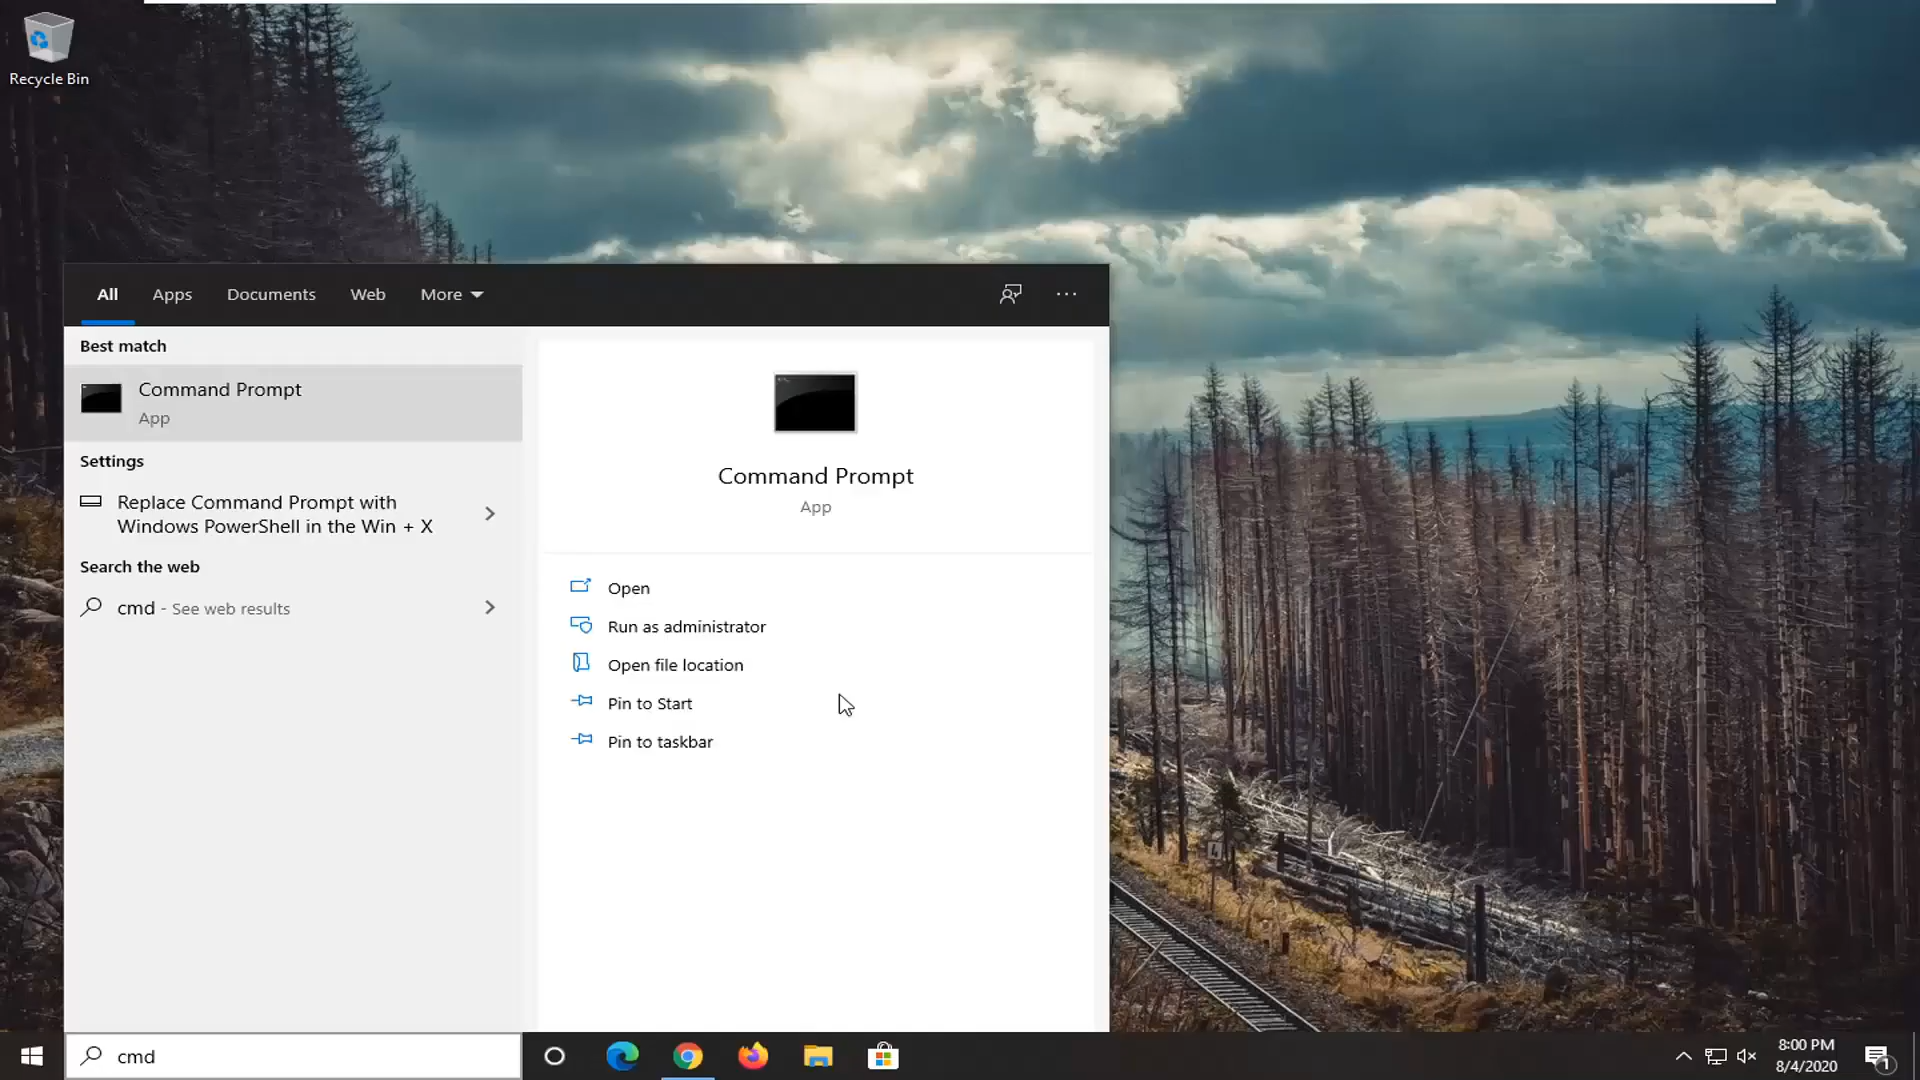 Recycle Bin
All Apps Documents Web More
Best match
Command Prompt
App
Settings
Replace Command Prompt with
Windows PowerShell in the Win + X
Search the web
cmd - See web results
Command Prompt
App
Open
Run as administrator
Open file location
Pin to Start
Pin to taskbar
cmd
8:00 PM
8/4/2020
1